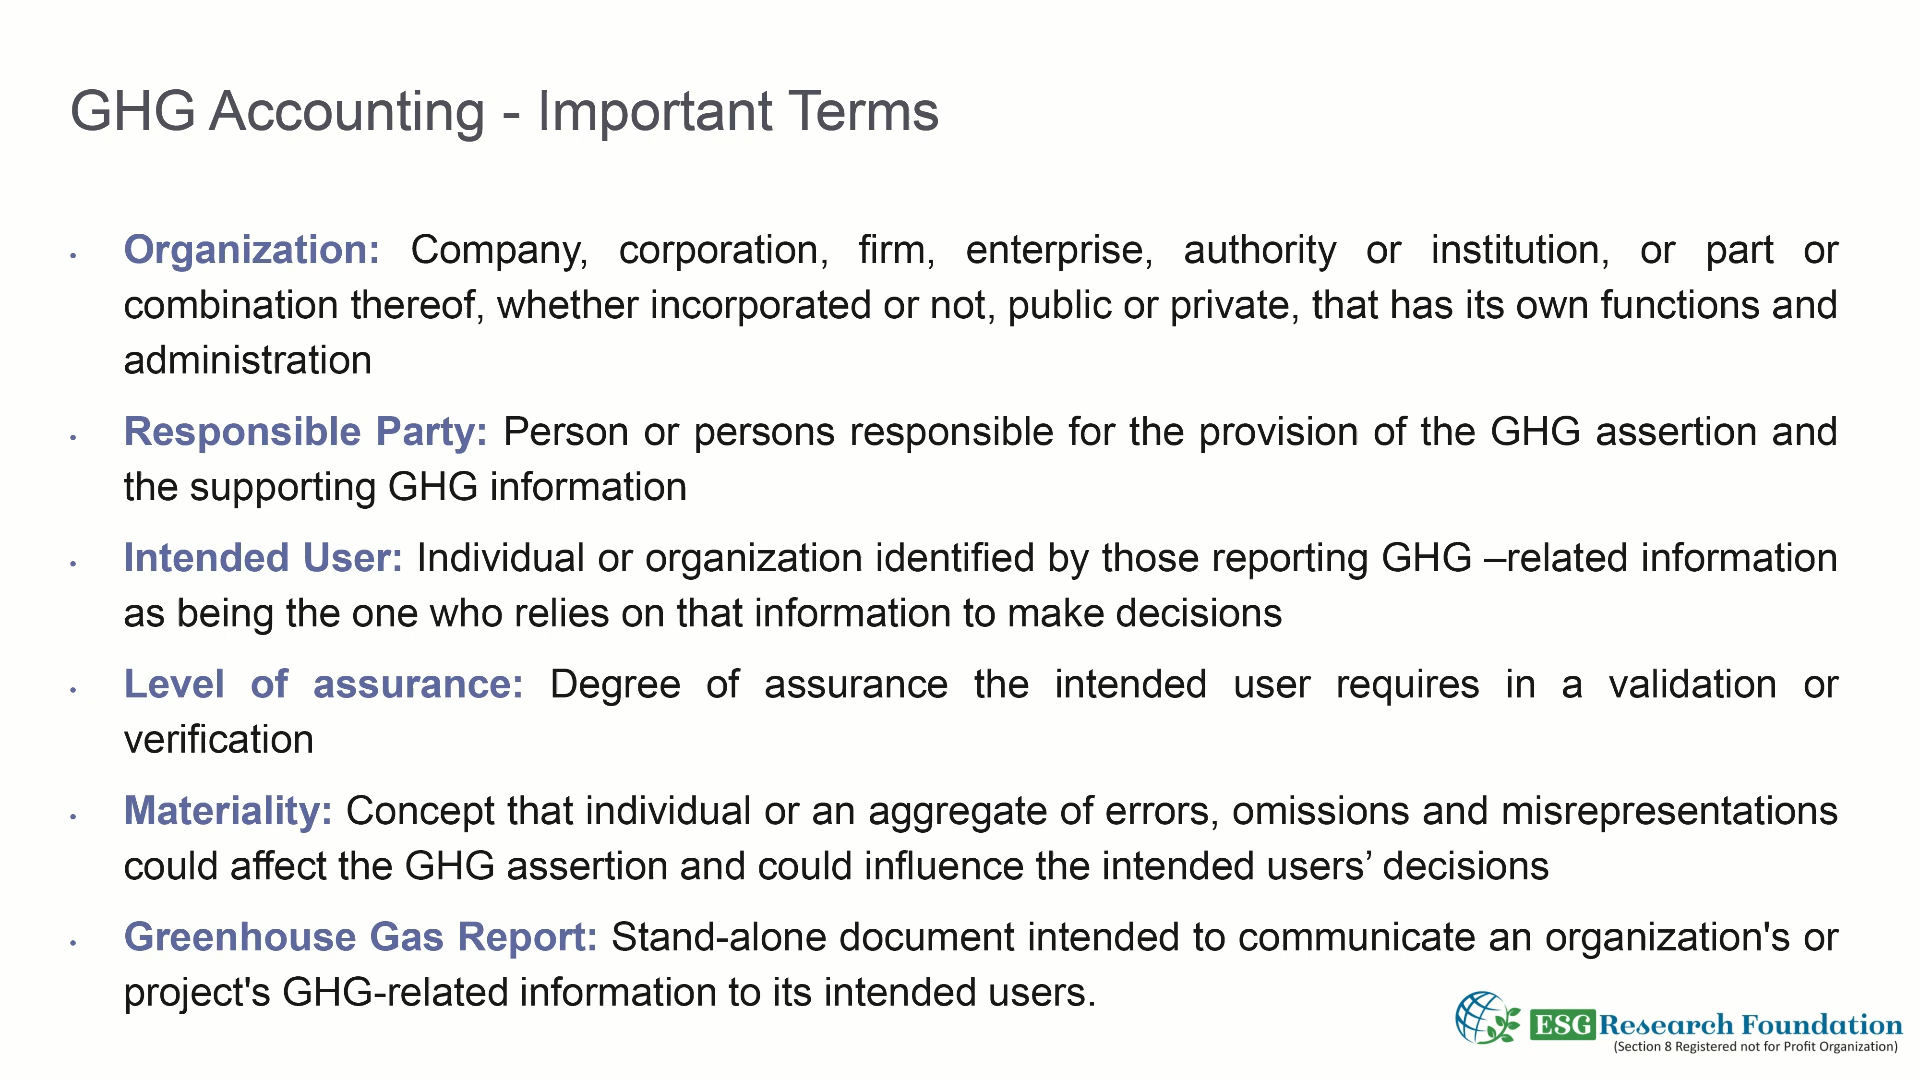 GHG Accounting - Important Terms
• Organization: Company, corporation, firm, enterprise, authority or institution, or part or
combination thereof, whether incorporated or not, public or private, that has its own functions and
administration
• Responsible Party: Person or persons responsible for the provision of the GHG assertion and
the supporting GHG information
• Intended User: Individual or organization identified by those reporting GHG –related information
as being the one who relies on that information to make decisions
• Level of assurance: Degree of assurance the intended user requires in a validation or
verification
• Materiality: Concept that individual or an aggregate of errors, omissions and misrepresentations
could affect the GHG assertion and could influence the intended users’ decisions
• Greenhouse Gas Report: Stand-alone document intended to communicate an organization's or
project's GHG-related information to its intended users.
ESG Research Foundation
(Section 8 Registered not for Profit Organization)